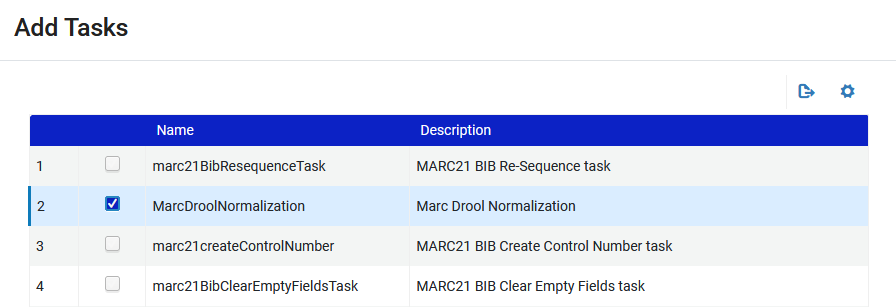 Add Tasks
Name Description
1 marc21BibResequenceTask MARC21 BIB Re-Sequence task
2 MarcDroolNormalization Marc Drool Normalization
3 marc21createControlNumber MARC21 BIB Create Control Number task
4 marc21BibClearEmptyFieldsTask MARC21 BIB Clear Empty Fields task